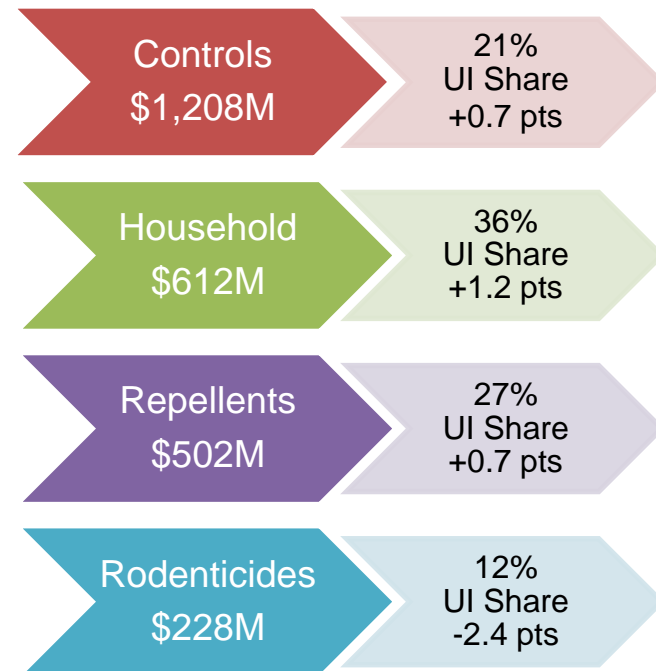 Controls
$1,208M
21%
UI Share
+0.7 pts
Household
$612M
36%
UI Share
+1.2 pts
Repellents
$502M
27%
UI Share
+0.7 pts
Rodenticides
$228M
12%
UI Share
-2.4 pts